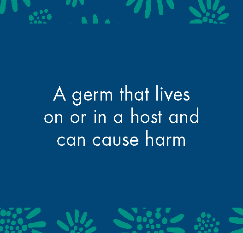 A germ that lives
on or in a host and
can cause harm